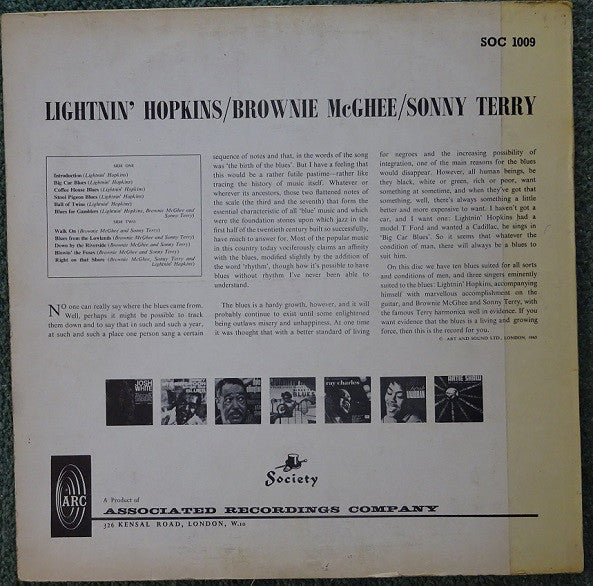 SOC 1009
LIGHTNIN' HOPKINS/BROWNIE McGHEE/SONNY TERRY
SIDE ONE
Introduction (Lightnin' Hopkins)
Big Car Blues (Lightnin' Hopkins)
Coffee House Blues (Lightnin' Hopkins)
Stool Pigeon Blues (Lightnin' Hopkins)
Ball of Twine (Lightnin' Hopkins)
Blues for Gamblers (Lightnin' Hopkins, Brownie McGhee and
Sonny Terry)
SIDE TWO
Walk On (Brownie McGhee and Sonny Terry)
Blues from the Lowlands (Brownie McGhee and Sonny Terry)
Down by the Riverside (Brownie McGhee and Sonny Terry)
Blowin' the Fuses (Brownie McGhee and Sonny Terry)
Right on that Shore (Brownie McGhee, Sonny Terry and
Lightnin' Hopkins)
NO one can really say where the blues came from.
Well, perhaps it might be possible to track
them down and to say that in such and such a year,
at such and such a place one person sang a certain
sequence of notes and that, in the words of the song
was 'the birth of the blues'. But I have a feeling that
this would be a rather futile pastime—rather like
tracing the history of music itself. Whatever or
wherever its ancestors, those two flattened notes of
the scale (the third and the seventh) that form the
essential characteristic of all 'blue' music and which
were the foundation stones upon which jazz in the
first half of the twentieth century built so successfully,
have much to answer for. Most of the popular music
in this country today vociferously claims an affinity
with the blues, modified slightly by the addition of
the word 'rhythm', though how it's possible to have
blues without rhythm I've never been able to
understand.
The blues is a hardy growth, however, and it will
probably continue to exist until some enlightened
being outlaws misery and unhappiness. At one time
it was thought that with a better standard of living
for negroes and the increasing possibility of
integration, one of the main reasons for the blues
would disappear. However, all human beings, be
they black, white or green, rich or poor, want
something at sometime, and when they've got that
something, well, there's always something a little
better and more expensive to want. I haven't got a
car, and I want one: Lightnin' Hopkins had a
model T Ford and wanted a Cadillac, he sings in
'Big Car Blues'. So it seems that whatever the
condition of man, there will always be a blues to
suit him.
On this disc we have ten blues suited for all sorts
and conditions of men, and three singers eminently
suited to the blues: Lightnin' Hopkins, accompanying
himself with marvellous accomplishment on the
guitar, and Brownie McGhee and Sonny Terry, with
the famous Terry harmonica well in evidence. If you
want evidence that the blues is a living and growing
force, then this is the record for you.
© ART AND SOUND LTD., LONDON, 1965
JOSH
WHITE
ray charles
VAUGHAN
Society
ARC
A Product of
ASSOCIATED RECORDINGS COMPANY
326 KENSAL ROAD, LONDON, W.10